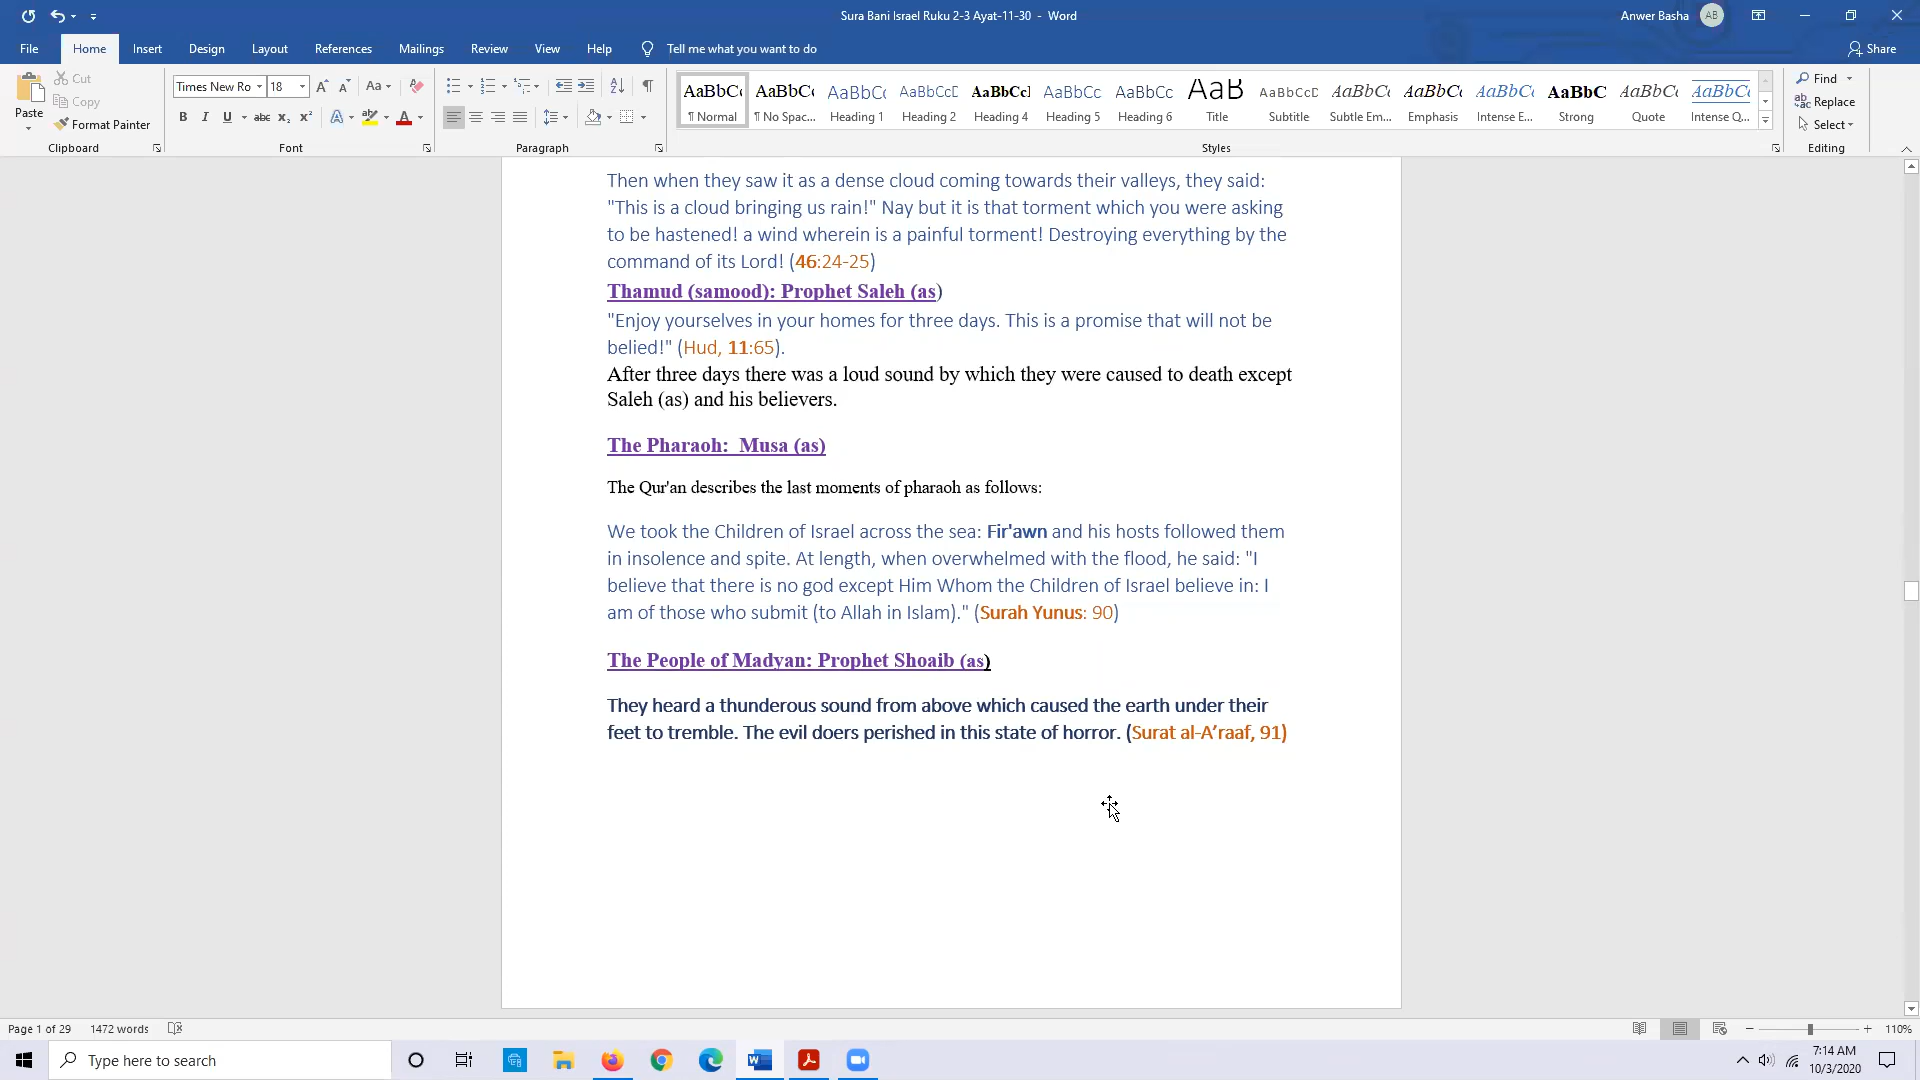 Sura Bani Israel Ruku 2-3 Ayat-11-30 - Word
Anwer Basha AB
File Home Insert Design Layout References Mailings Review View Help Tell me what you want to do Share
Paste
Cut
Copy
Format Painter
Clipboard
Times New Ro 18
Font
Paragraph
AaBbCc AaBbCc AaBbCc AaBbCcD AaBbCcI AaBbCc AaBbCc AaB AaBbCcD AaBbCc AaBbCc AaBbCc AaBbCc AaBbCc AaBbCc
¶ Normal ¶ No Spac... Heading 1 Heading 2 Heading 4 Heading 5 Heading 6 Title Subtitle Subtle Em... Emphasis Intense E... Strong Quote Intense Q...
Styles
Find
Replace
Select
Editing
Then when they saw it as a dense cloud coming towards their valleys, they said:
"This is a cloud bringing us rain!" Nay but it is that torment which you were asking
to be hastened! a wind wherein is a painful torment! Destroying everything by the
command of its Lord! (46:24-25)
Thamud (samood): Prophet Saleh (as)
"Enjoy yourselves in your homes for three days. This is a promise that will not be
belied!" (Hud, 11:65).
After three days there was a loud sound by which they were caused to death except
Saleh (as) and his believers.
The Pharaoh:  Musa (as)
The Qur'an describes the last moments of pharaoh as follows:
We took the Children of Israel across the sea: Fir'awn and his hosts followed them
in insolence and spite. At length, when overwhelmed with the flood, he said: "I
believe that there is no god except Him Whom the Children of Israel believe in: I
am of those who submit (to Allah in Islam)." (Surah Yunus: 90)
The People of Madyan: Prophet Shoaib (as)
They heard a thunderous sound from above which caused the earth under their
feet to tremble. The evil doers perished in this state of horror. (Surat al-A’raaf, 91)
Page 1 of 29 1472 words 110%
Type here to search
7:14 AM
10/3/2020